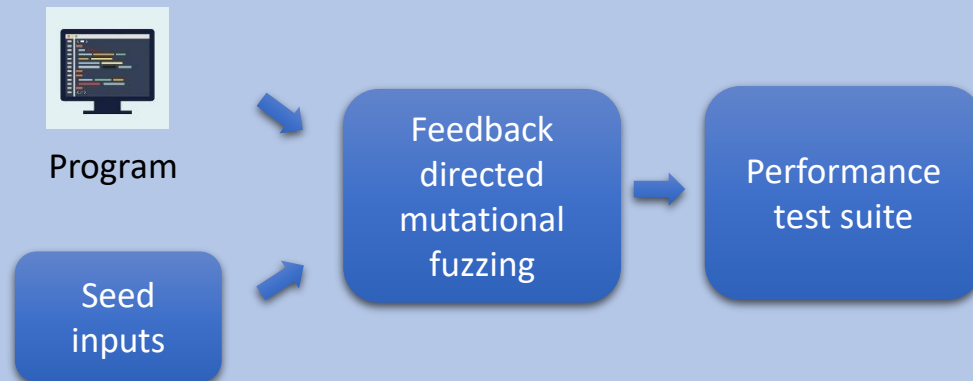 Program
Seed
inputs
Feedback
directed
mutational
fuzzing
Performance
test suite